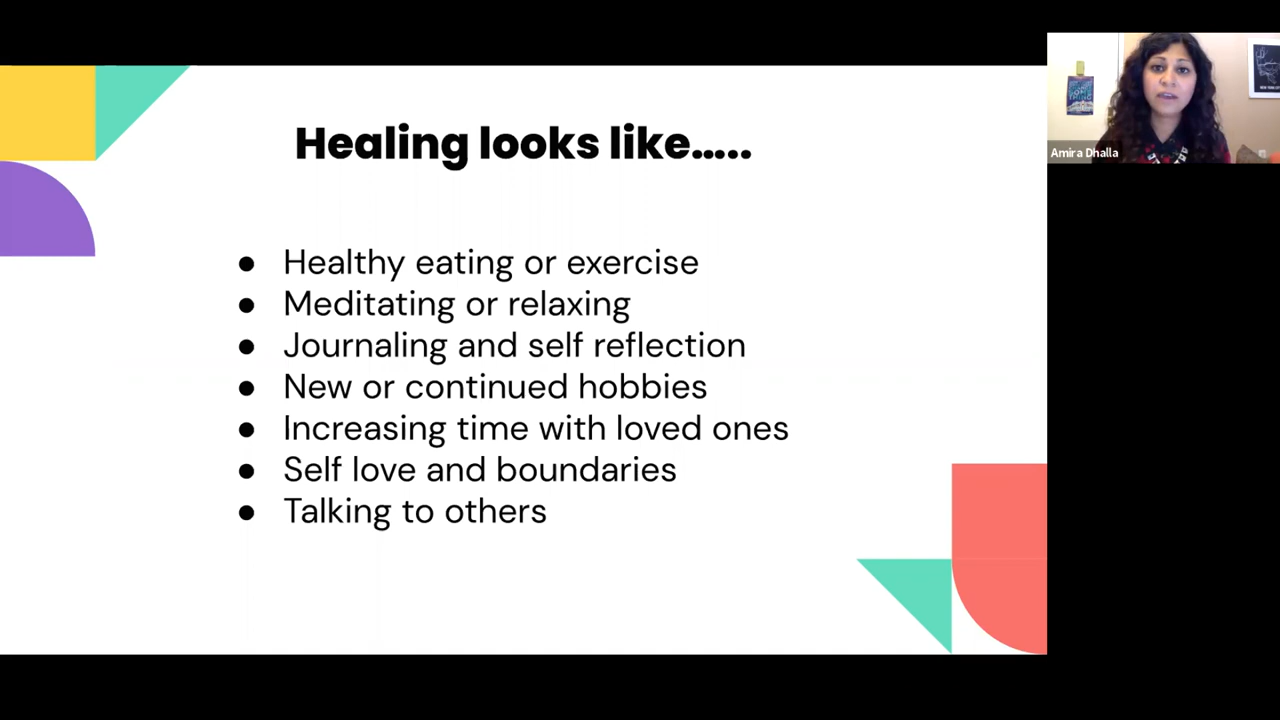 Healing looks like…..
● Healthy eating or exercise
● Meditating or relaxing
● Journaling and self reflection
● New or continued hobbies
● Increasing time with loved ones
● Self love and boundaries
● Talking to others
Amira Dhalla